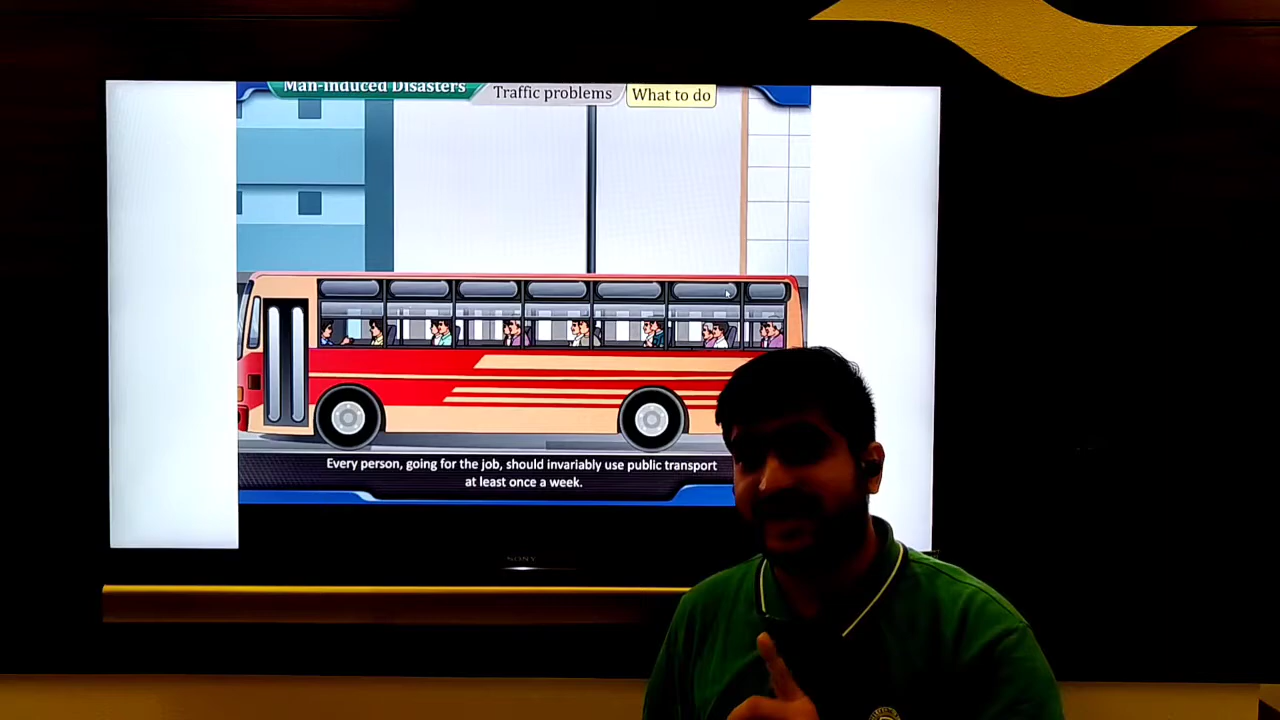 Man-induced Disasters
Traffic problems
What to do
Every person, going for the job, should invariably use public transport
at least once a week.
SONY